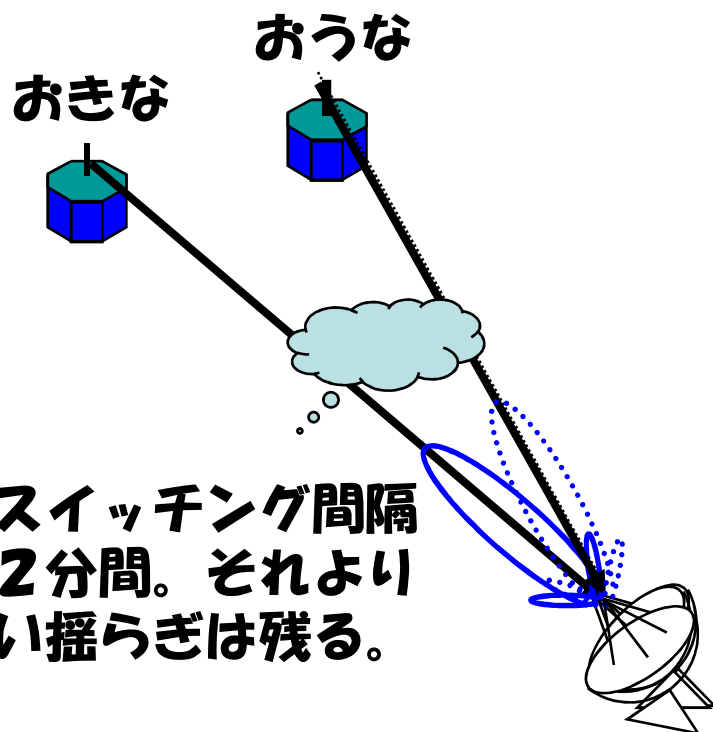 おうな
おきな
スイッチング間隔
2分間。それより
い揺らぎは残る。